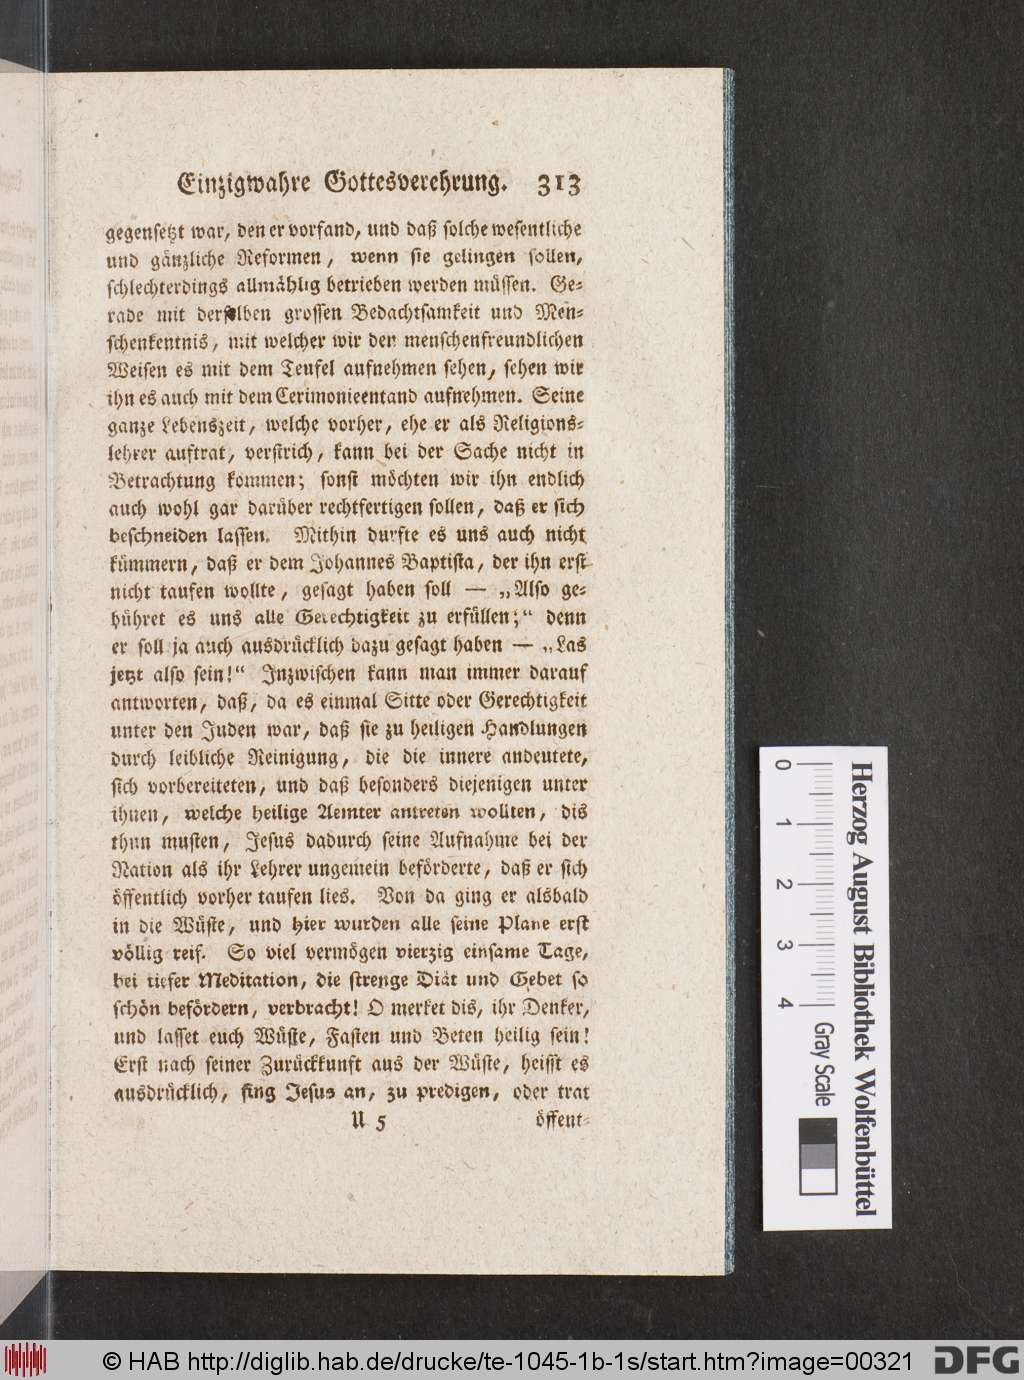 Einzigwahre Gottesverehrung. 313
gegensetzt war, den er vorfand, und daß solche wesentliche
und gänzliche Reformen, wenn sie gelingen sollen,
schlechterdings allmählig betrieben werden müssen. Ge-
rade mit derselben grossen Bedachtsamkeit und Men-
schenkentnis, mit welcher wir den menschenfreundlichen
Weisen es mit dem Teufel aufnehmen sehen, sehen wir
ihn es auch mit dem Cerimonieentand aufnehmen. Seine
ganze Lebenszeit, welche vorher, ehe er als Religions-
lehrer auftrat, verstrich, kann bei der Sache nicht in
Betrachtung kommen; sonst möchten wir ihn endlich
auch wohl gar darüber rechtfertigen sollen, daß er sich
beschneiden lassen. Mithin durfte es uns auch nicht
kümmern, daß er dem Johannes Baptista, der ihn erst
nicht taufen wollte, gesagt haben soll — „Also ge-
bühret es uns alle Gerechtigkeit zu erfüllen;“ denn
er soll ja auch ausdrücklich dazu gesagt haben — „Las
jetzt also sein!“ Inzwischen kann man immer darauf
antworten, daß, da es einmal Sitte oder Gerechtigkeit
unter den Juden war, daß sie zu heiligen Handlungen
durch leibliche Reinigung, die die innere andeutete,
sich vorbereiteten, und daß besonders diejenigen unter
ihnen, welche heilige Aemter antreten wollten, dis
thun musten, Jesus dadurch seine Aufnahme bei der
Nation als ihr Lehrer ungemein beförderte, daß er sich
öffentlich vorher taufen lies. Von da ging er alsbald
in die Wüste, und hier wurden alle seine Plane erst
völlig reif. So viel vermögen vierzig einsame Tage,
bei tiefer Meditation, die strenge Diät und Gebet so
schön befördern, verbracht! O merket dis, ihr Denker,
und lasset euch Wüste, Fasten und Beten heilig sein!
Erst nach seiner Zurückkunft aus der Wüste, heisst es
ausdrücklich, fing Jesus an, zu predigen, oder trat
U 5 öffent-
0 1 2 3 4
Gray Scale
Herzog August Bibliothek Wolfenbüttel
© HAB http://diglib.hab.de/drucke/te-1045-1b-1s/start.htm?image=00321 DFG